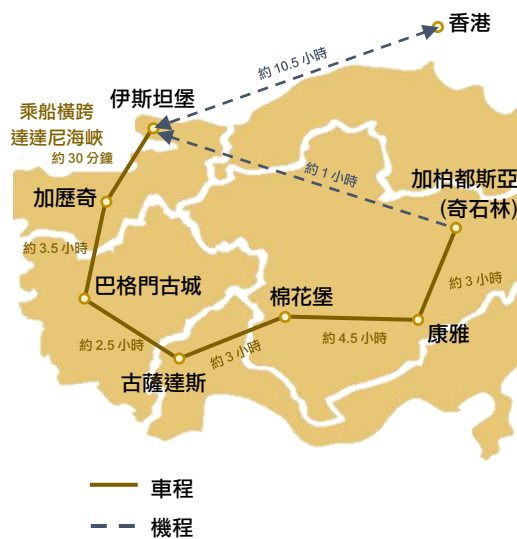 香港
約 10.5 小時
伊斯坦堡
乘船橫跨
達達尼海峽
約 30 分鐘
約 1 小時
加柏都斯亞
(奇石林)
加歷奇
約 3.5 小時
巴格門古城
約 3 小時
棉花堡
康雅
約 2.5 小時
約 3 小時
約 4.5 小時
古薩達斯
車程
機程